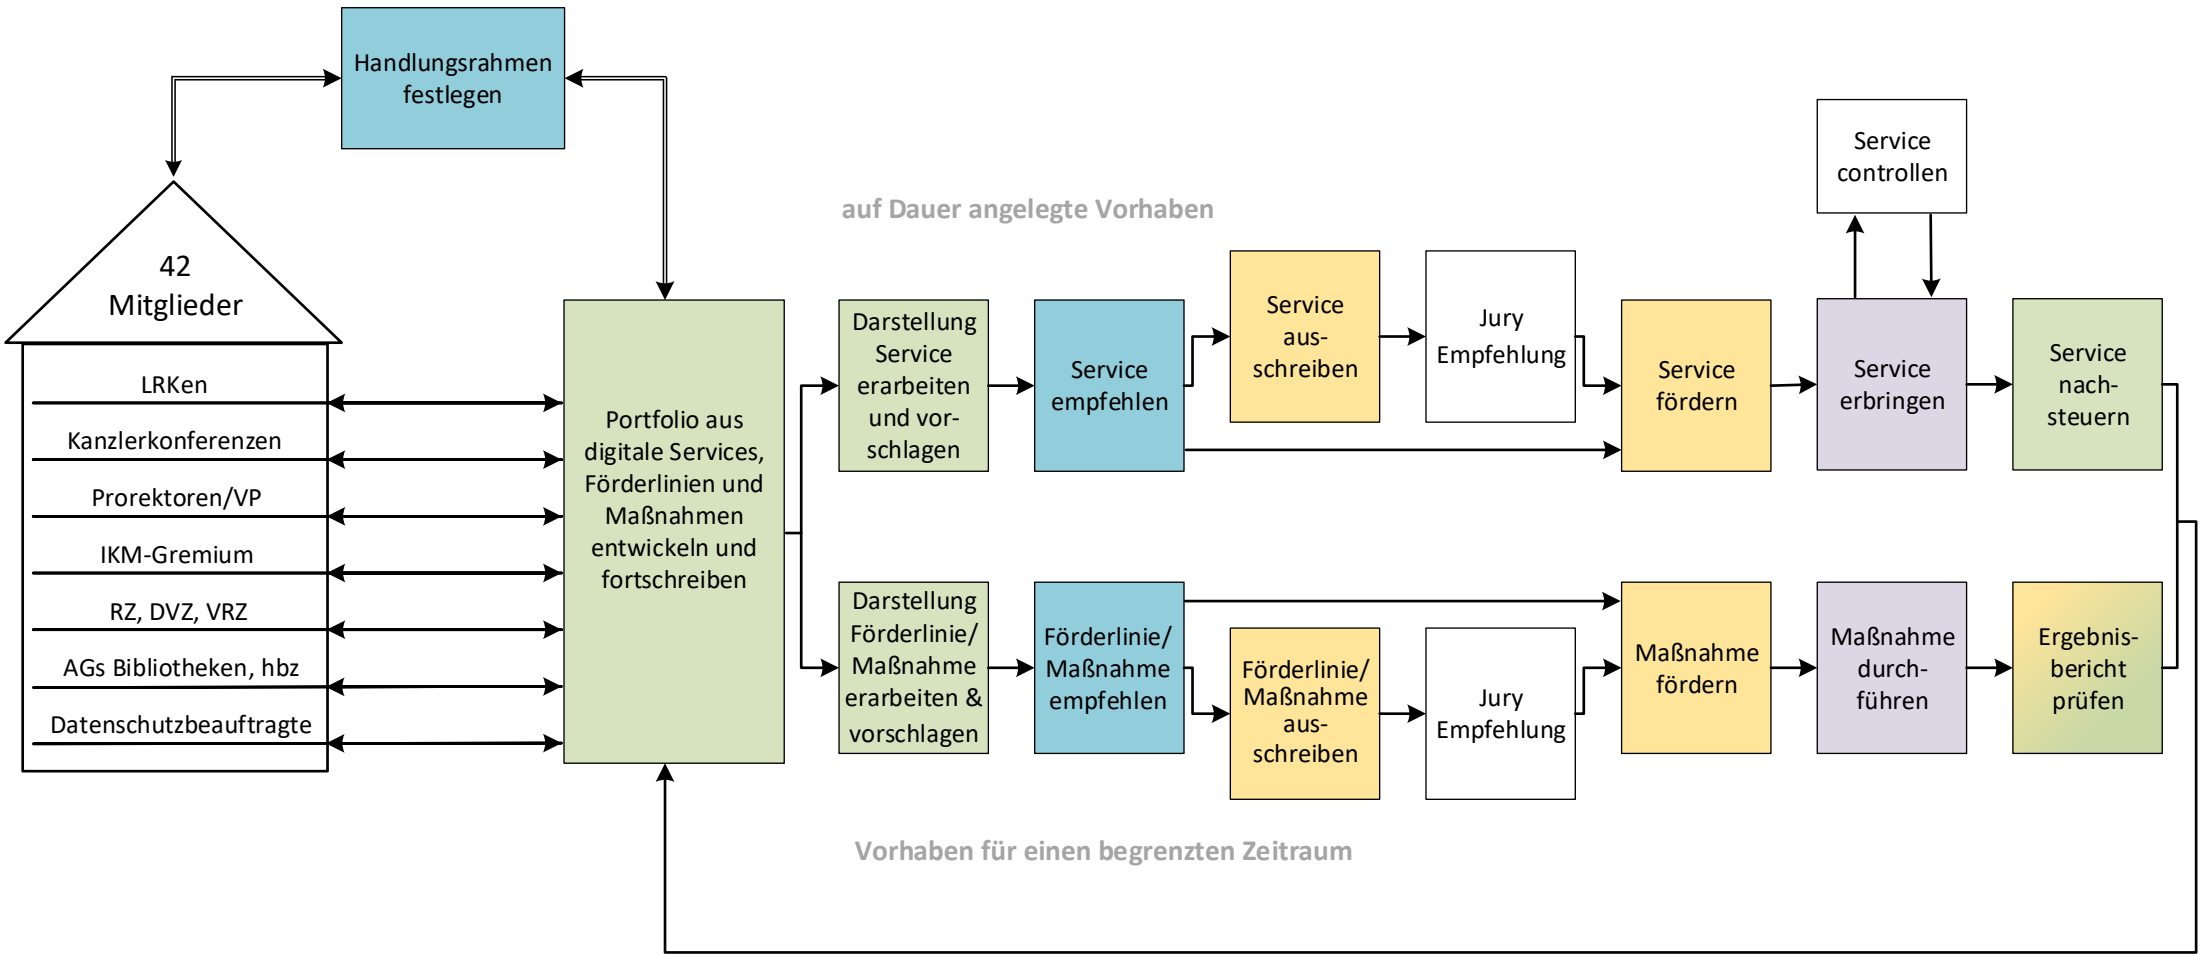 Handlungsrahmen
festlegen
42
Mitglieder
LRKen
Kanzlerkonferenzen
Prorektoren/VP
IKM-Gremium
RZ, DVZ, VRZ
AGs Bibliotheken, hbz
Datenschutzbeauftragte
Portfolio aus
digitale Services,
Förderlinien und
Maßnahmen
entwickeln und
fortschreiben
auf Dauer angelegte Vorhaben
Darstellung
Service
erarbeiten
und vor-
schlagen
Service
empfehlen
Service
aus-
schreiben
Jury
Empfehlung
Service
fördern
Service
controllen
Service
erbringen
Service
nach-
steuern
Darstellung
Förderlinie/
Maßnahme
erarbeiten &
vorschlagen
Förderlinie/
Maßnahme
empfehlen
Förderlinie/
Maßnahme
aus-
schreiben
Jury
Empfehlung
Maßnahme
fördern
Maßnahme
durch-
führen
Ergebnis-
bericht
prüfen
Vorhaben für einen begrenzten Zeitraum